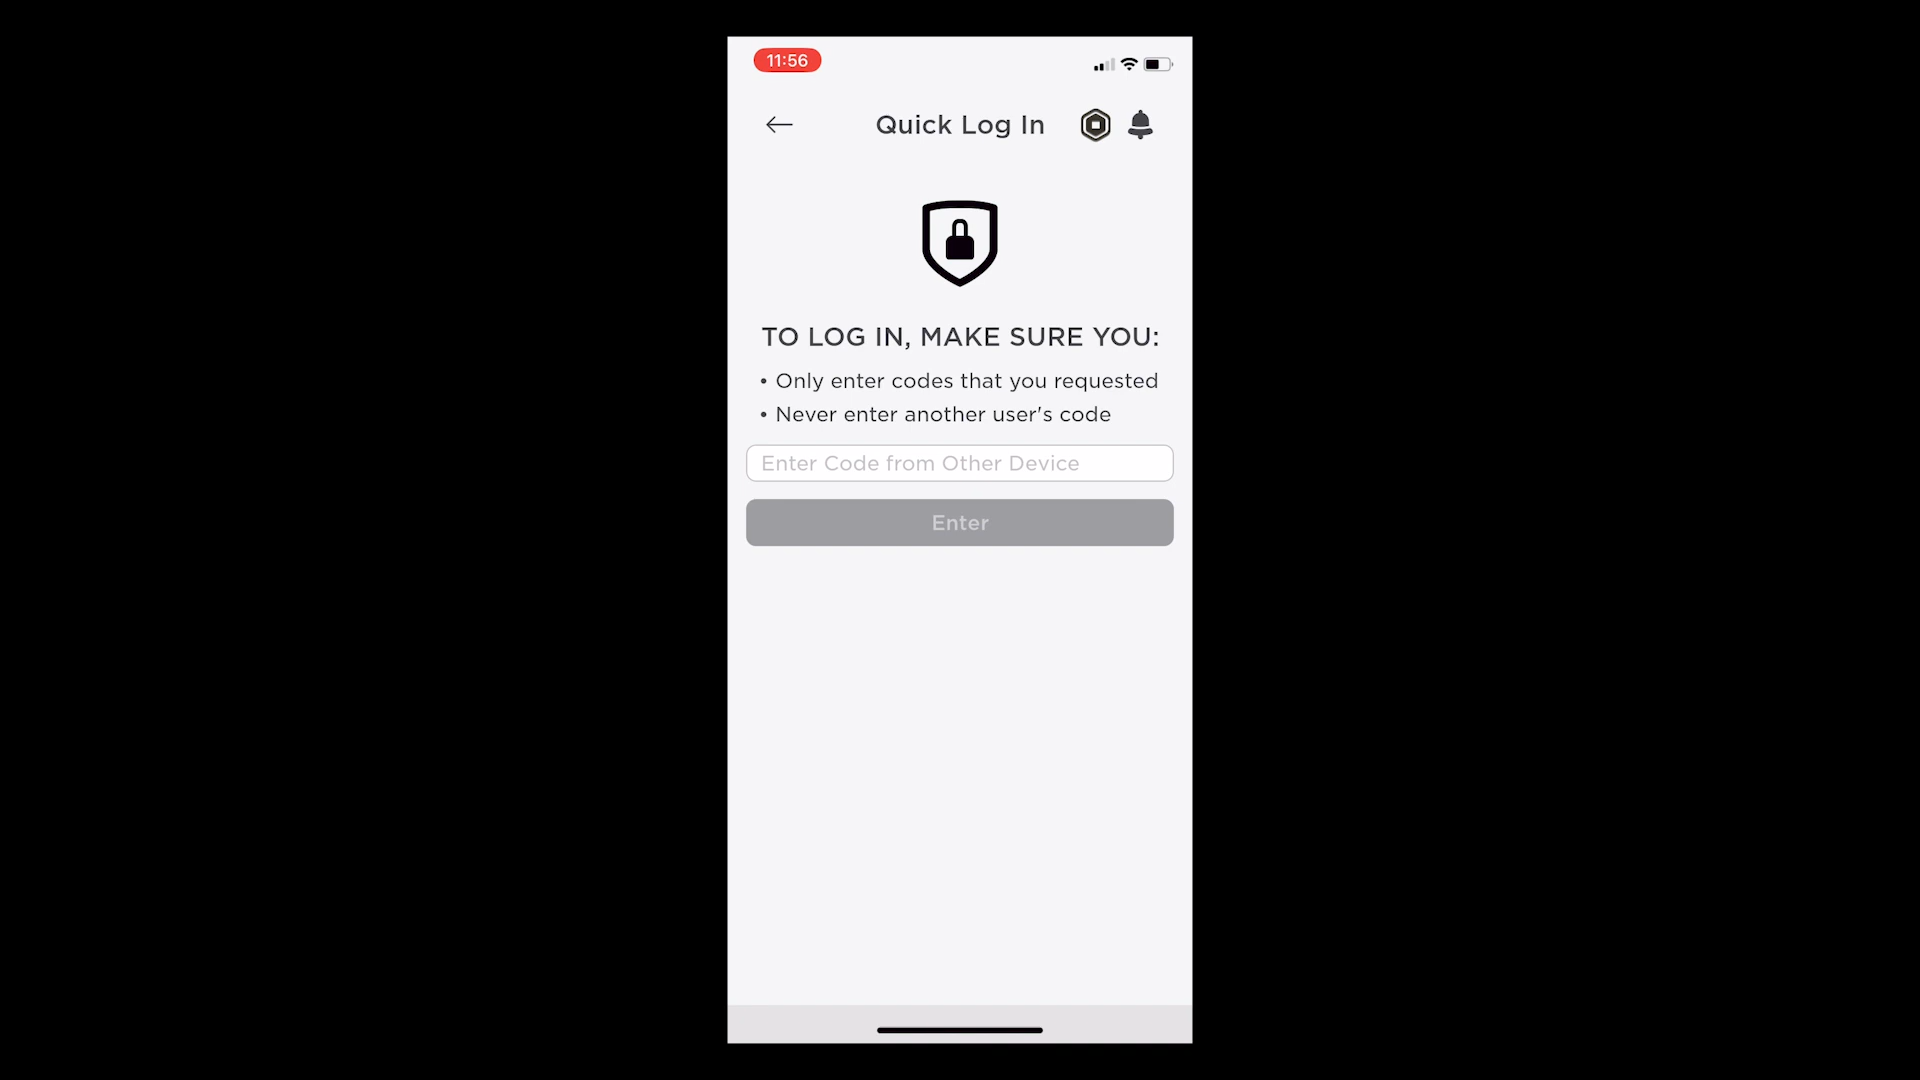 11:56
Quick Log In
TO LOG IN, MAKE SURE YOU:
• Only enter codes that you requested
• Never enter another user's code
Enter Code from Other Device
Enter